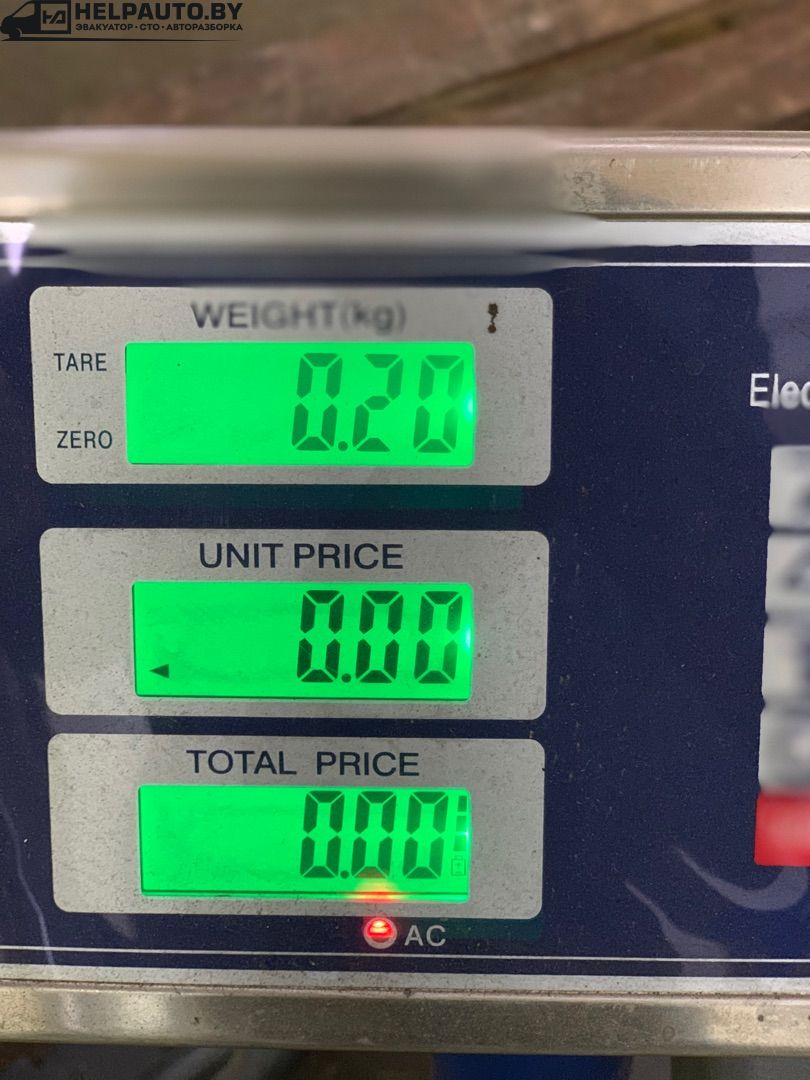 HELPAUTO.BY
ЭВАКУАТОР · СТО · АВТОРАЗБОРКА
WEIGHT(kg)
TARE
0.20
ZERO
Elec
UNIT PRICE
0.00
TOTAL PRICE
0.00
AC